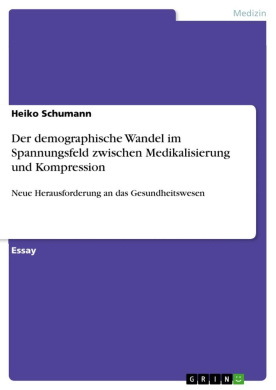 Medizin
Heiko Schumann
Der demographische Wandel im
Spannungsfeld zwischen Medikalisierung
und Kompression
Neue Herausforderung an das Gesundheitswesen
Essay
GRIN